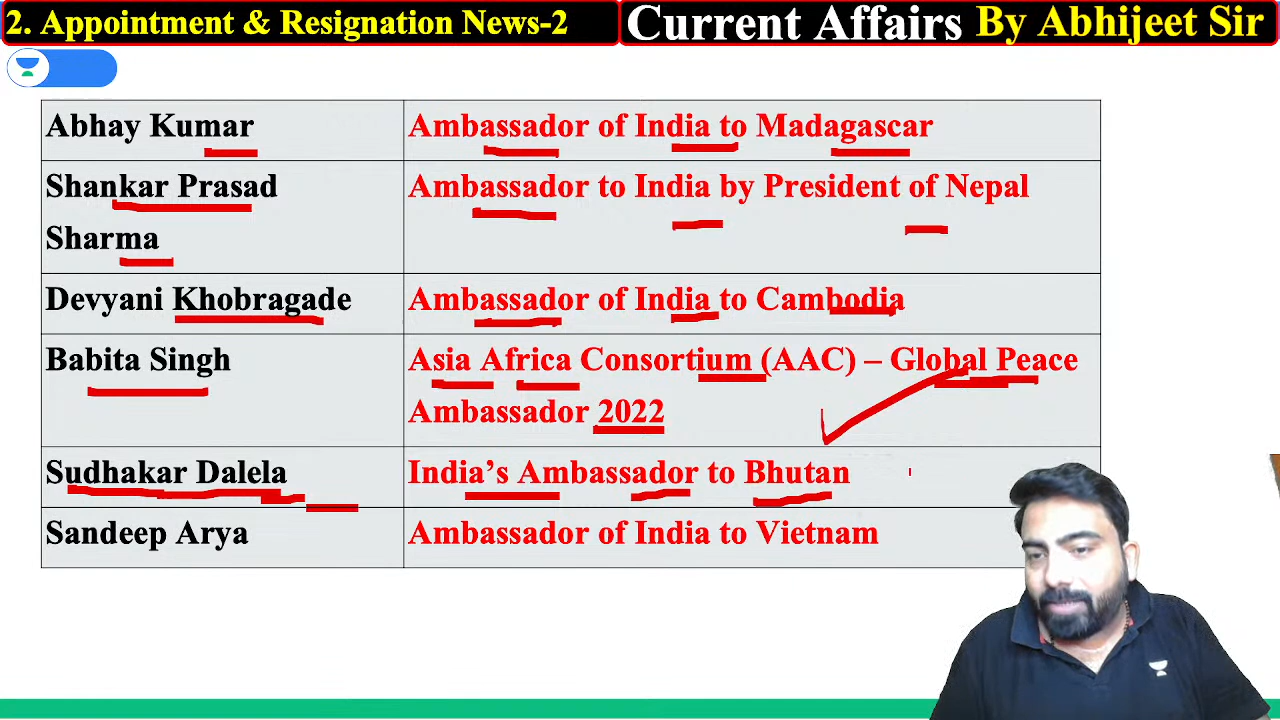 2. Appointment & Resignation News-2
Current Affairs By Abhijeet Sir
Abhay Kumar
Ambassador of India to Madagascar
Shankar Prasad
Sharma
Ambassador to India by President of Nepal
Devyani Khobragade
Ambassador of India to Cambodia
Babita Singh
Asia Africa Consortium (AAC) – Global Peace
Ambassador 2022
Sudhakar Dalela
India’s Ambassador to Bhutan
Sandeep Arya
Ambassador of India to Vietnam